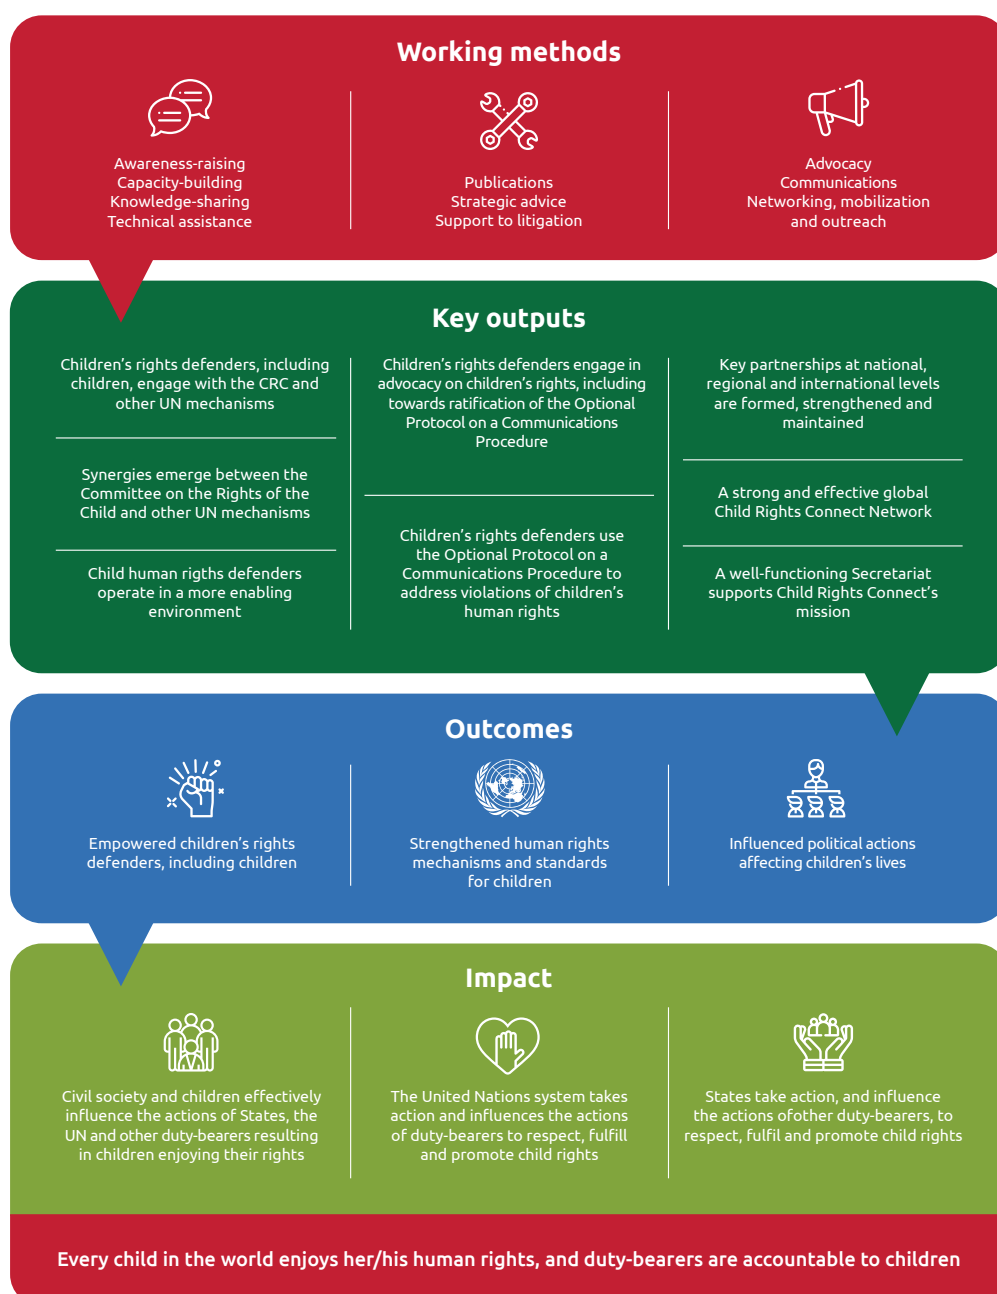 Working methods
Awareness-raising
Capacity-building
Knowledge-sharing
Technical assistance
Publications
Strategic advice
Support to litigation
Advocacy
Communications
Networking, mobilization
and outreach
Key outputs
Children's rights defenders, including
children, engage with the CRC and
other UN mechanisms
Synergies emerge between the
Committee on the Rights of the
Child and other UN mechanisms
Child human rigths defenders
operate in a more enabling
environment
Children's rights defenders engage in
advocacy on children's rights, including
towards ratification of the Optional
Protocol on a Communications
Procedure
Children's rights defenders use
the Optional Protocol on a
Communications Procedure to
address violations of children's
human rights
Key partnerships at national,
regional and international levels
are formed, strengthened and
maintained
A strong and effective global
Child Rights Connect Network
A well-functioning Secretariat
supports Child Rights Connect's
mission
Outcomes
Empowered children's rights
defenders, including children
Strengthened human rights
mechanisms and standards
for children
Influenced political actions
affecting children's lives
Impact
Civil society and children effectively
influence the actions of States, the
UN and other duty-bearers resulting
in children enjoying their rights
The United Nations system takes
action and influences the actions
of duty-bearers to respect, fulfill
and promote child rights
States take action, and influence
the actions ofother duty-bearers, to
respect, fulfil and promote child rights
Every child in the world enjoys her/his human rights, and duty-bearers are accountable to children